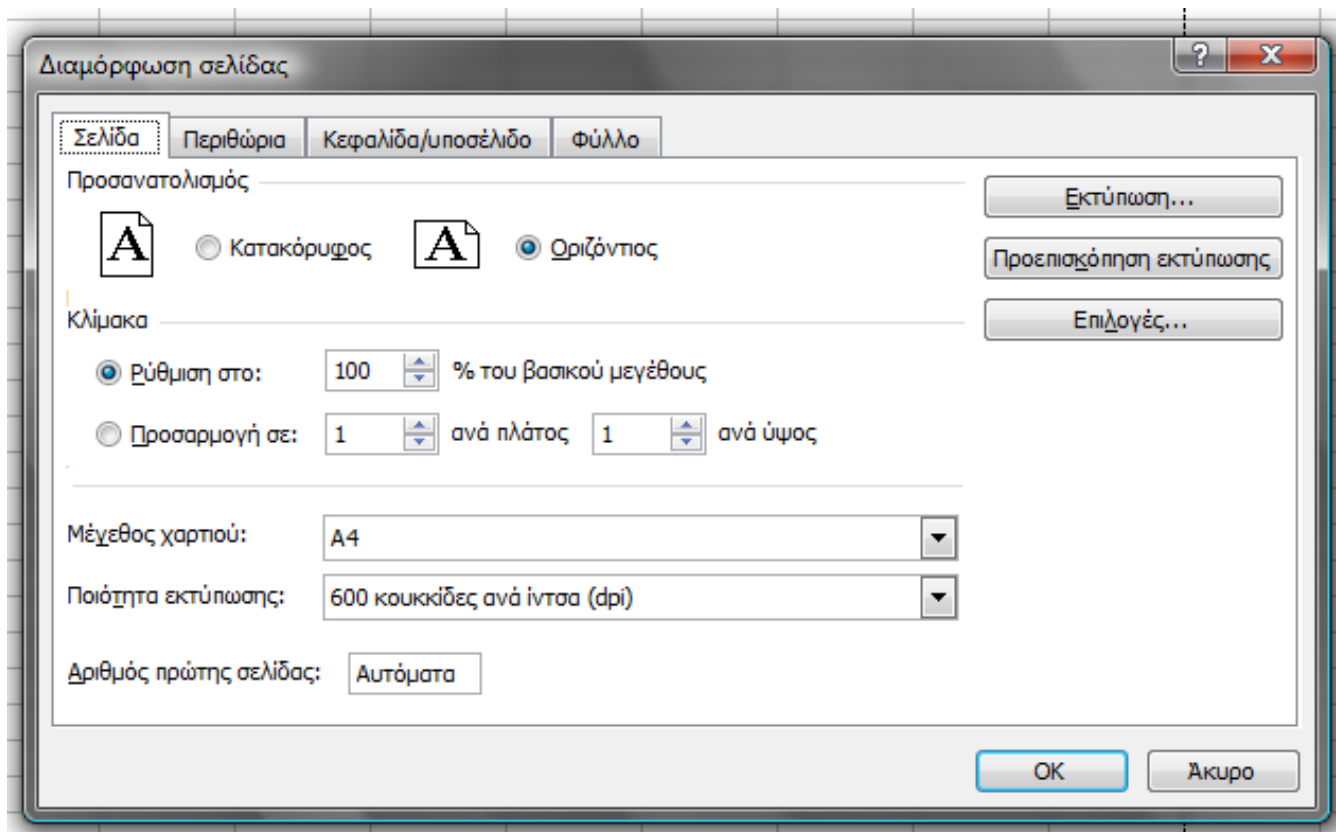 Διαμόρφωση σελίδας
Σελίδα Περιθώρια Κεφαλίδα/υποσέλιδο Φύλλο
Προσανατολισμός
A Κατακόρυφος A Οριζόντιος
Κλίμακα
Ρύθμιση στο: 100 % του βασικού μεγέθους
Προσαρμογή σε: 1 ανά πλάτος 1 ανά ύψος
Μέγεθος χαρτιού: A4
Ποιότητα εκτύπωσης: 600 κουκκίδες ανά ίντσα (dpi)
Αριθμός πρώτης σελίδας: Αυτόματα
Εκτύπωση...
Προεπισκόπηση εκτύπωσης
Επιλογές...
OK Άκυρο